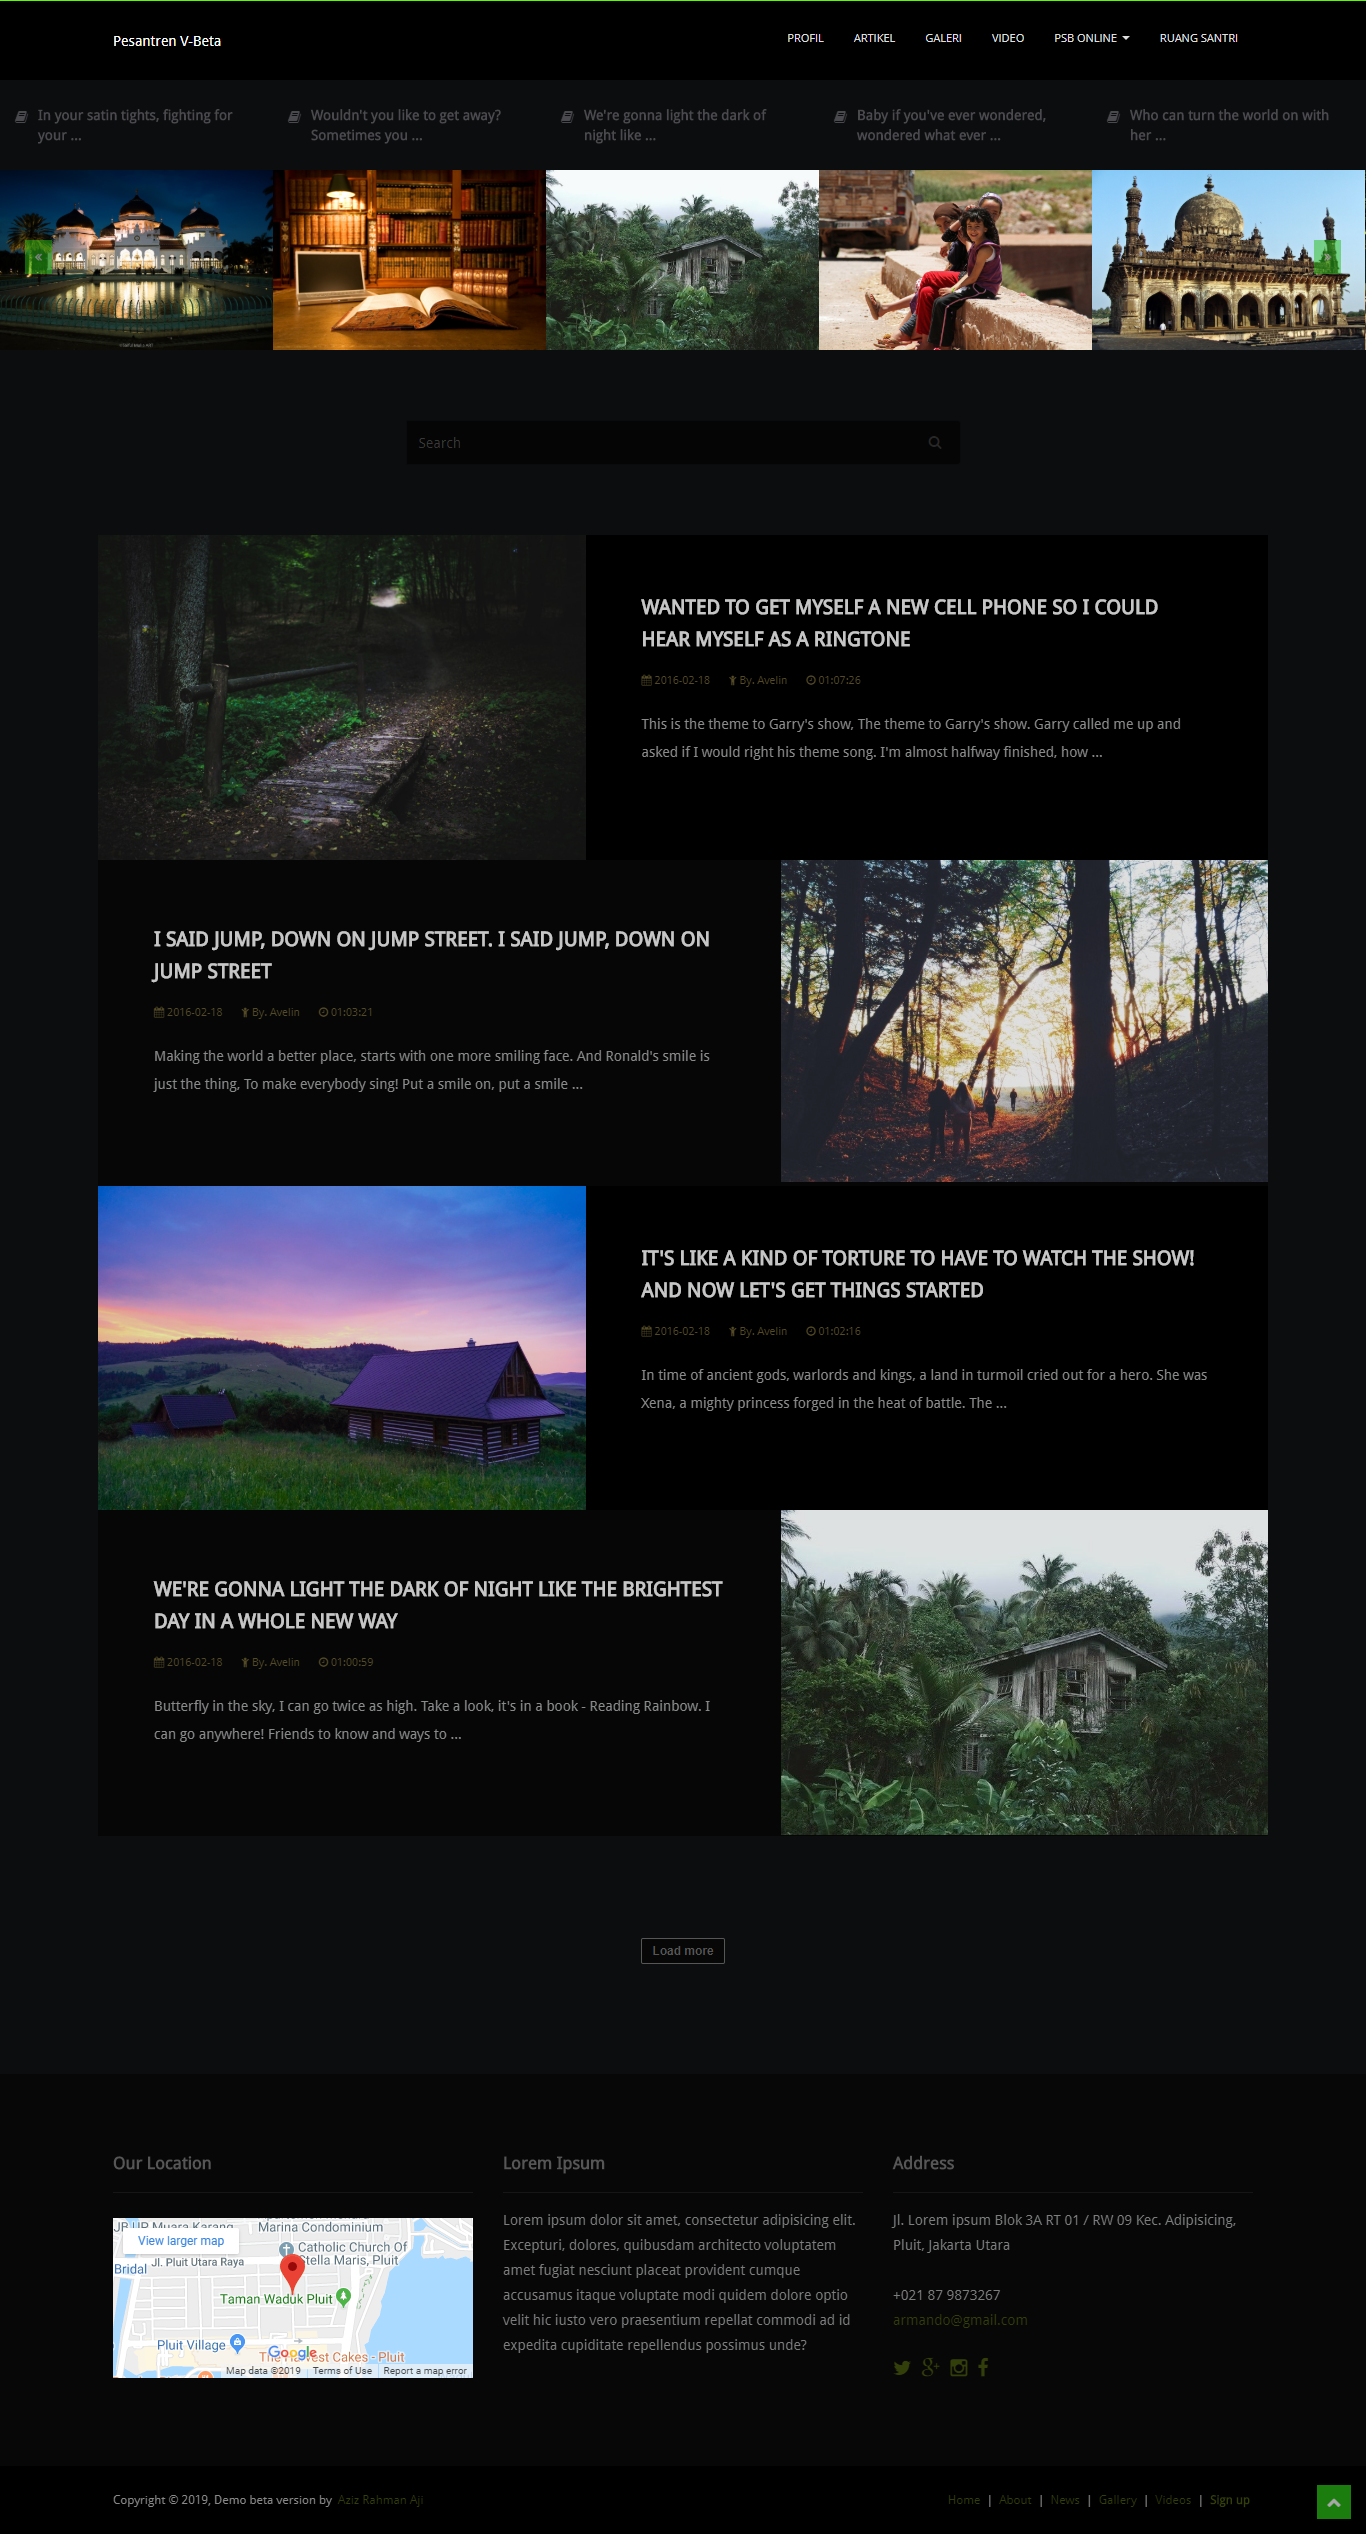 Pesantren V-Beta
PROFIL ARTIKEL GALERI VIDEO PSB ONLINE RUANG SANTRI
In your satin tights, fighting for
your ...
Wouldn't you like to get away?
Sometimes you ...
We're gonna light the dark of
night like ...
Baby if you've ever wondered,
wondered what ever ...
Who can turn the world on with
her ...
Search
WANTED TO GET MYSELF A NEW CELL PHONE SO I COULD
HEAR MYSELF AS A RINGTONE
2016-02-18 By. Avelin 01:07:26
This is the theme to Garry's show, The theme to Garry's show. Garry called me up and
asked if I would right his theme song. I'm almost halfway finished, how ...
I SAID JUMP, DOWN ON JUMP STREET. I SAID JUMP, DOWN ON
JUMP STREET
2016-02-18 By. Avelin 01:03:21
Making the world a better place, starts with one more smiling face. And Ronald's smile is
just the thing, To make everybody sing! Put a smile on, put a smile ...
IT'S LIKE A KIND OF TORTURE TO HAVE TO WATCH THE SHOW!
AND NOW LET'S GET THINGS STARTED
2016-02-18 By. Avelin 01:02:16
In time of ancient gods, warlords and kings, a land in turmoil cried out for a hero. She was
Xena, a mighty princess forged in the heat of battle. The ...
WE'RE GONNA LIGHT THE DARK OF NIGHT LIKE THE BRIGHTEST
DAY IN A WHOLE NEW WAY
2016-02-18 By. Avelin 01:00:59
Butterfly in the sky, I can go twice as high. Take a look, it's in a book - Reading Rainbow. I
can go anywhere! Friends to know and ways to ...
Load more
Our Location
Marina Condominium
View larger map
Catholic Church Of
Stella Maris, Pluit
Jl. Pluit Utara Raya
Bridal
Taman Waduk Pluit
Pluit Village
Google
The Harvest Cakes - Pluit
Map data ©2019 Terms of Use Report a map error
Lorem Ipsum
Lorem ipsum dolor sit amet, consectetur adipisicing elit.
Excepturi, dolores, quibusdam architecto voluptatem
amet fugiat nesciunt placeat provident cumque
accusamus itaque voluptate modi quidem dolore optio
velit hic iusto vero praesentium repellat commodi ad id
expedita cupiditate repellendus possimus unde?
Address
Jl. Lorem ipsum Blok 3A RT 01 / RW 09 Kec. Adipisicing,
Pluit, Jakarta Utara
+021 87 9873267
armando@gmail.com
Copyright © 2019, Demo beta version by Aziz Rahman Aji
Home | About | News | Gallery | Videos | Sign up